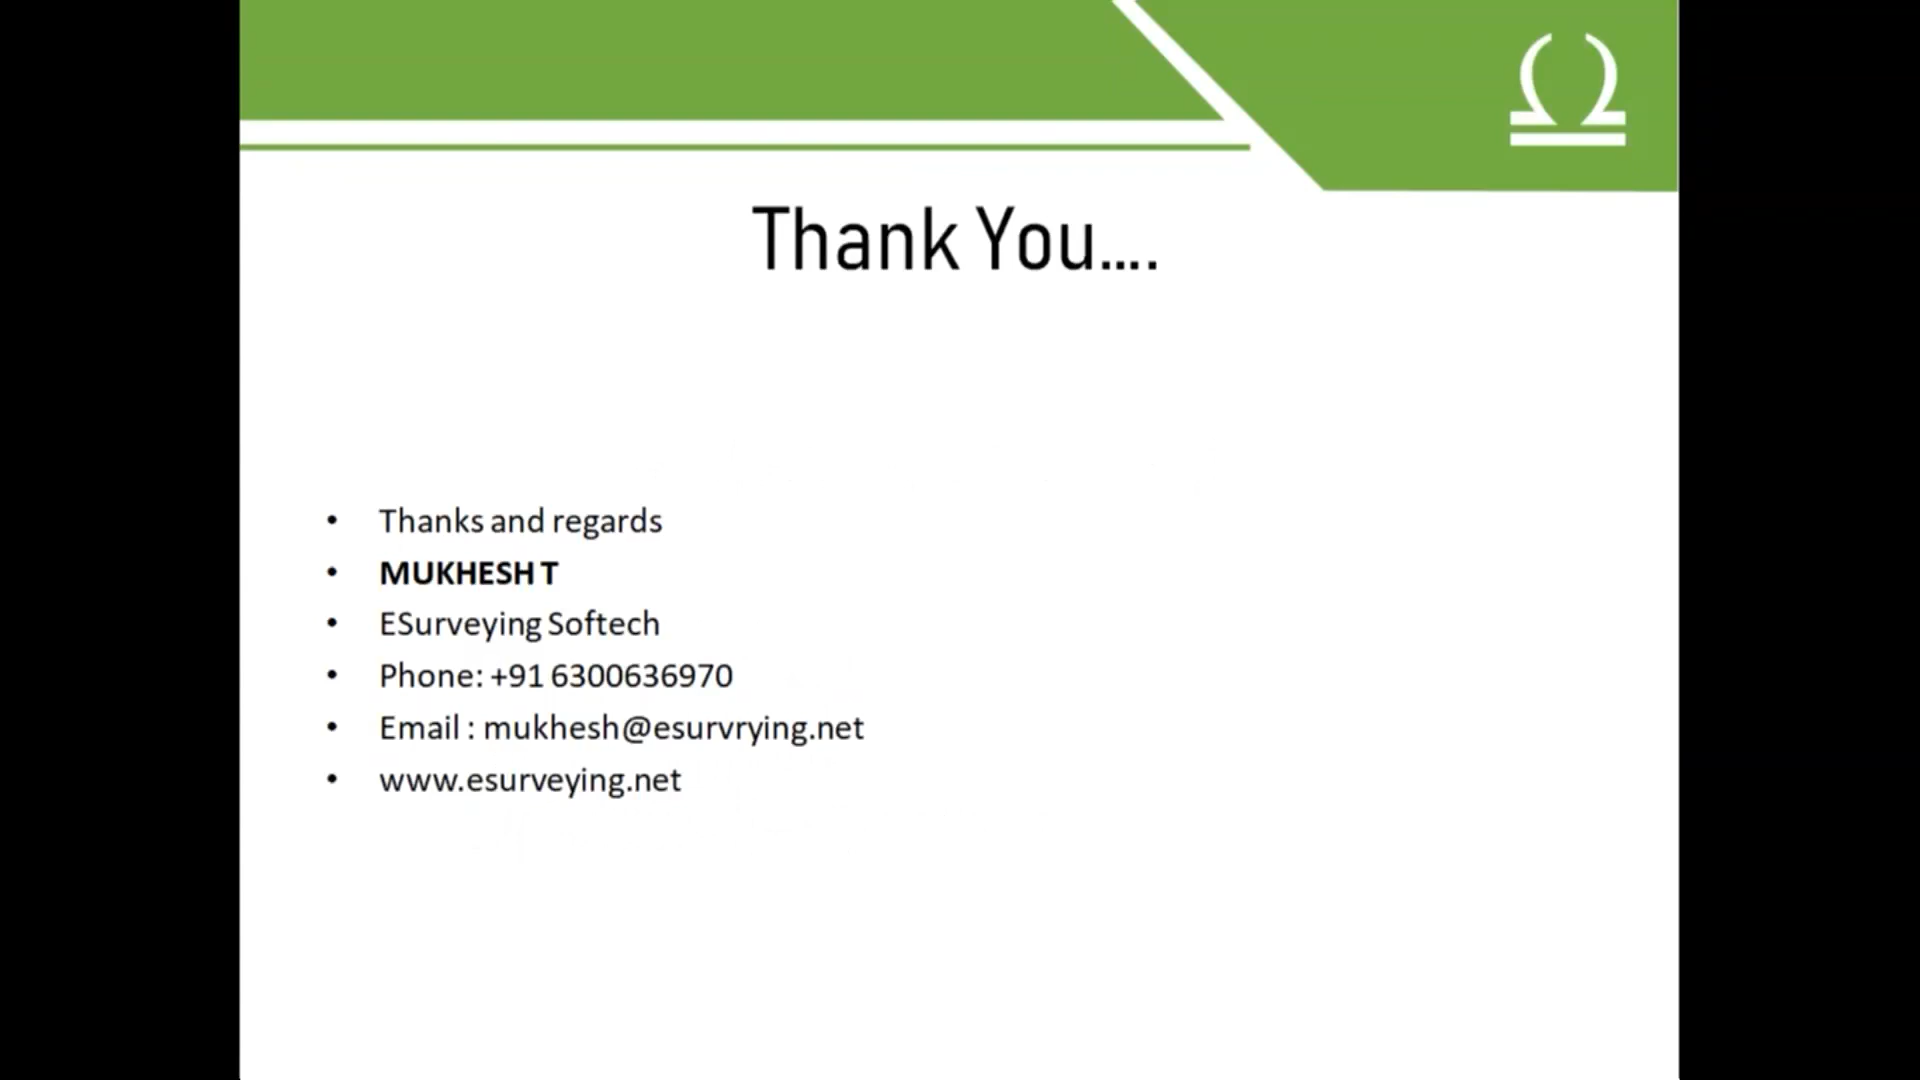 Thank You....
• Thanks and regards
• MUKHESH T
• ESurveying Softech
• Phone: +91 6300636970
• Email : mukhesh@esurvrying.net
• www.esurveying.net